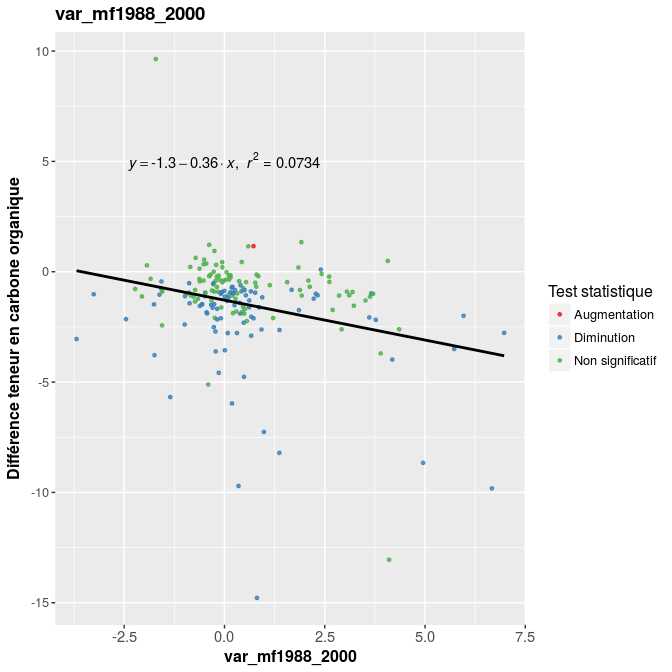 var_mf1988_2000
Différence teneur en carbone organique
10
5
0
-5
-10
-15
y = -1.3 − 0.36 · x, r² = 0.0734
-2.5 0.0 2.5 5.0 7.5
var_mf1988_2000
Test statistique
Augmentation
Diminution
Non significatif